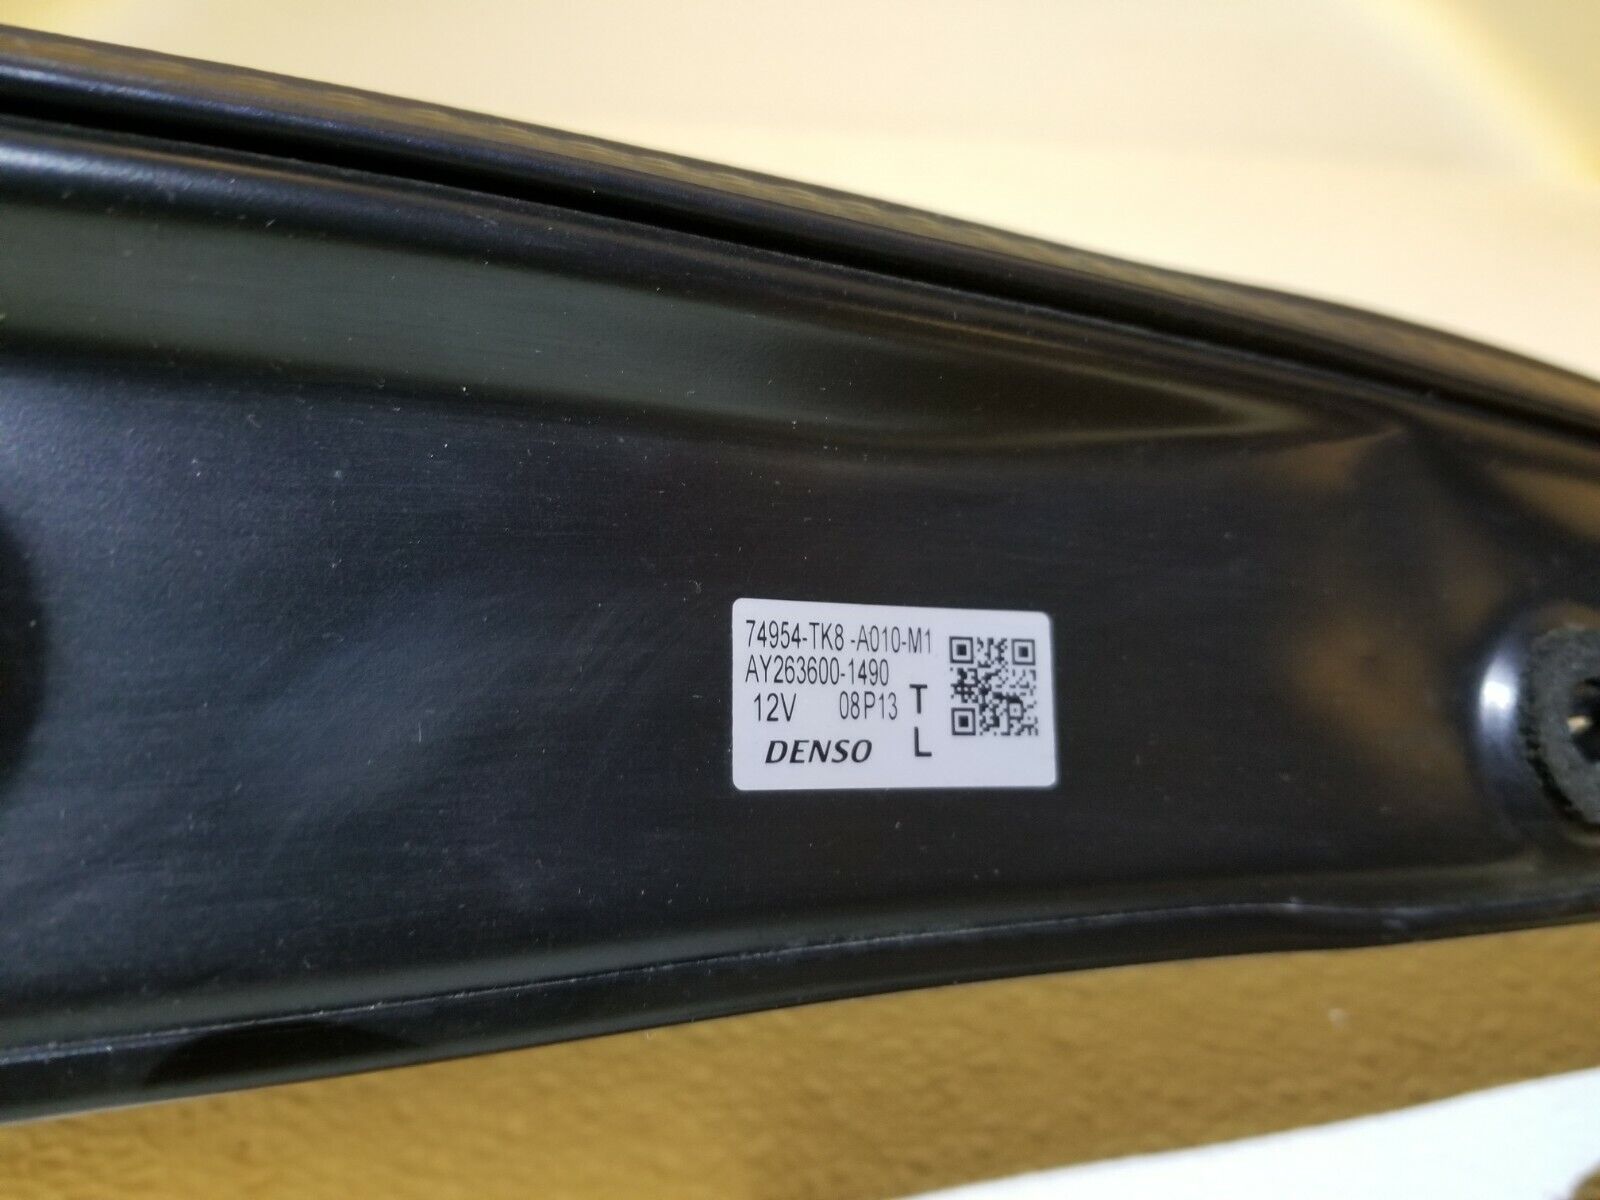 74954-TK8-A010-M1
AY263600-1490
12V 08P13 T
DENSO L